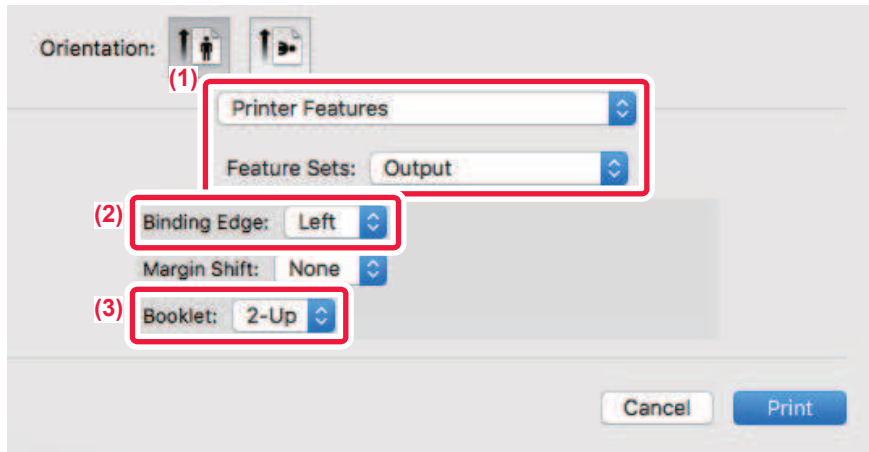 Orientation:
(1)
Printer Features
Feature Sets: Output
(2) Binding Edge: Left
Margin Shift: None
(3) Booklet: 2-Up
Cancel Print